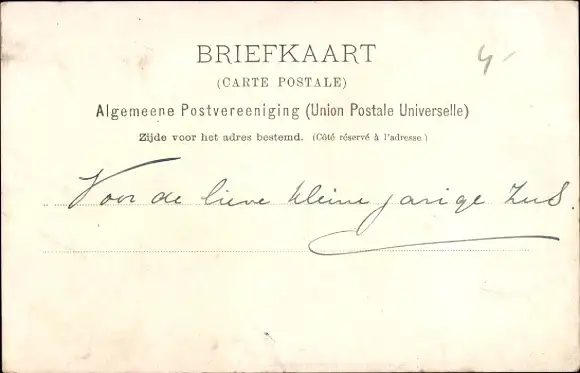 BRIEFKAART
4-
(CARTE POSTALE)
Algemeene Postvereeniging (Union Postale Universelle)
Zijde voor het adres bestemd. (Côté réservé à l'adresse.)
Voor de lieve kleine jarige Zus.